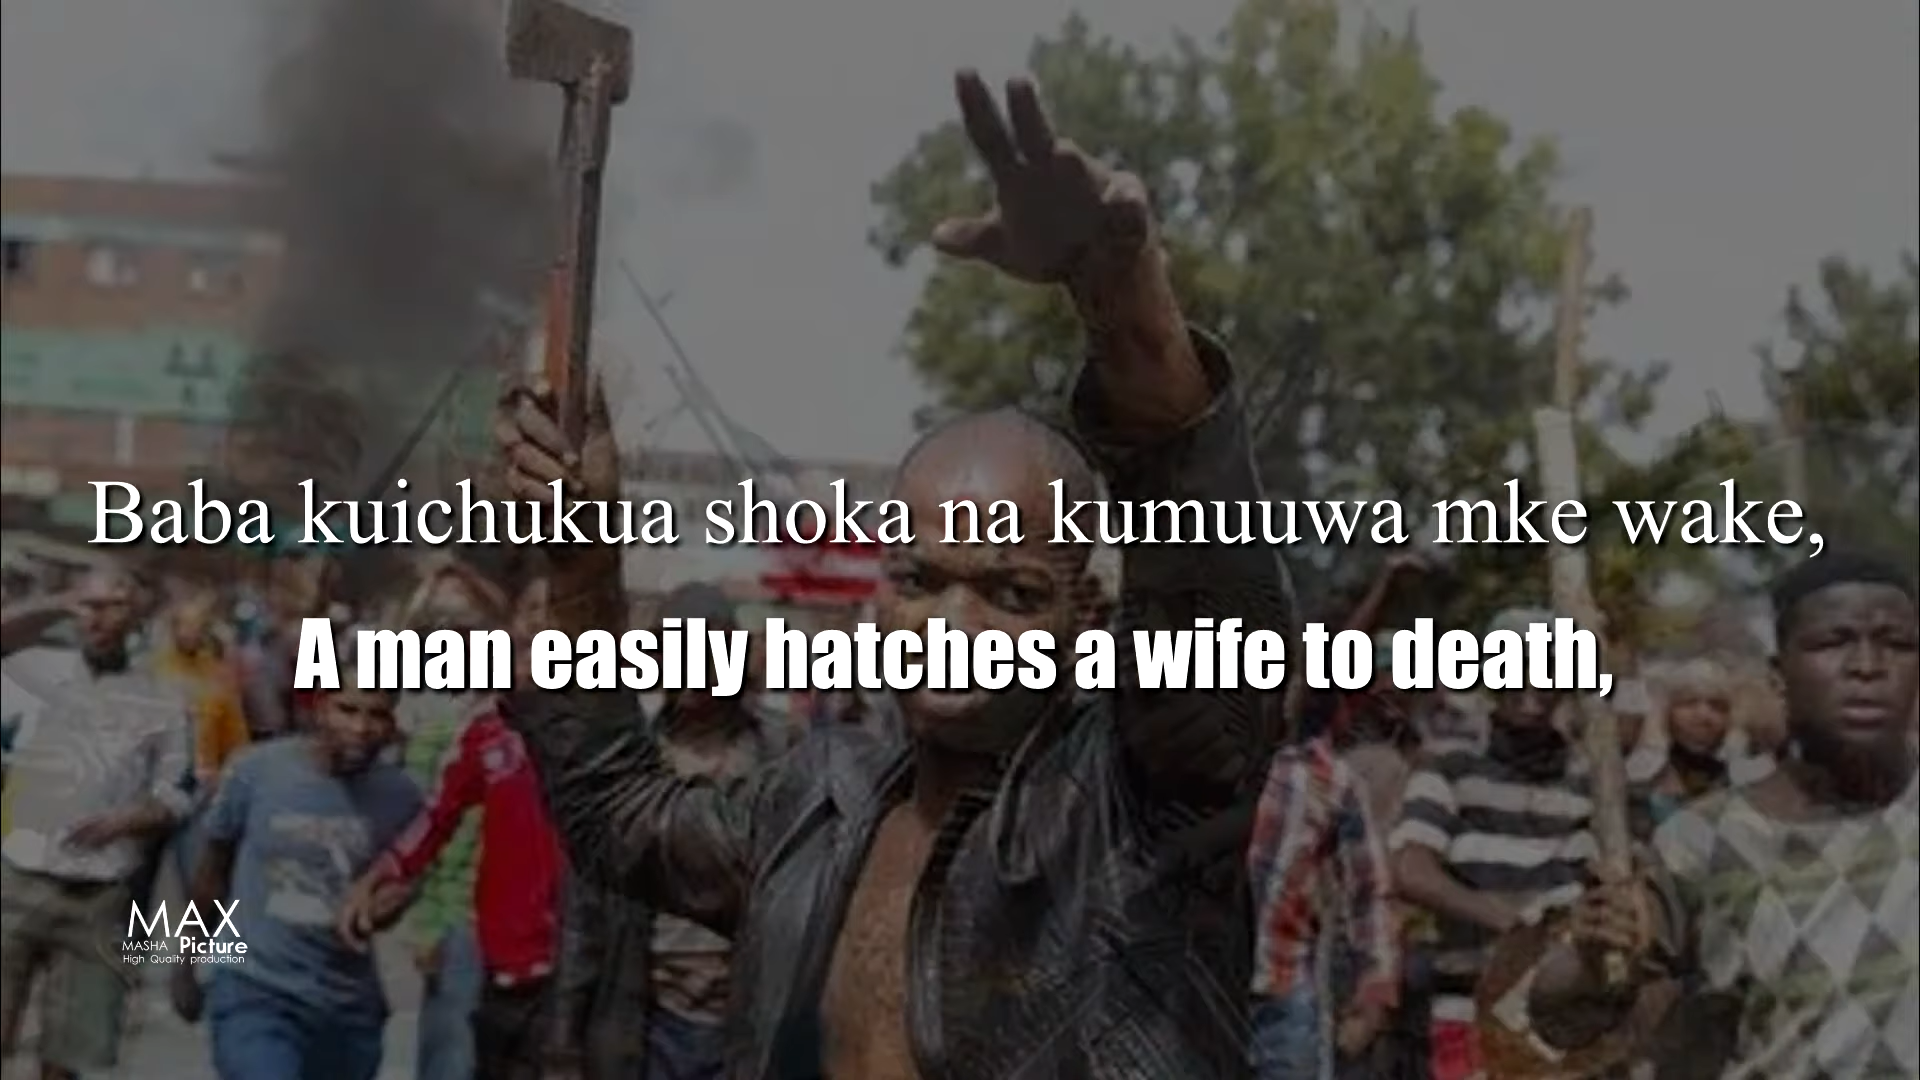 Baba kuichukua shoka na kumuuwa mke wake,
A man easily hatches a wife to death,
MAX
MASHA Picture
High Quality production